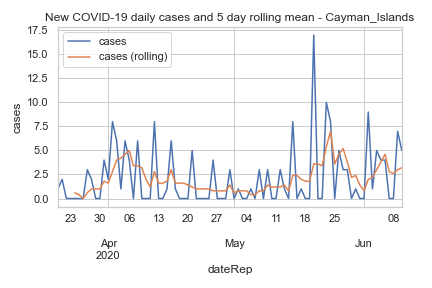 New COVID-19 daily cases and 5 day rolling mean - Cayman_Islands
17.5
15.0
12.5
10.0
7.5
5.0
2.5
0.0
cases
cases
cases (rolling)
23 30 06 13 20 27 04 11 18 25 08
Apr May Jun
2020
dateRep